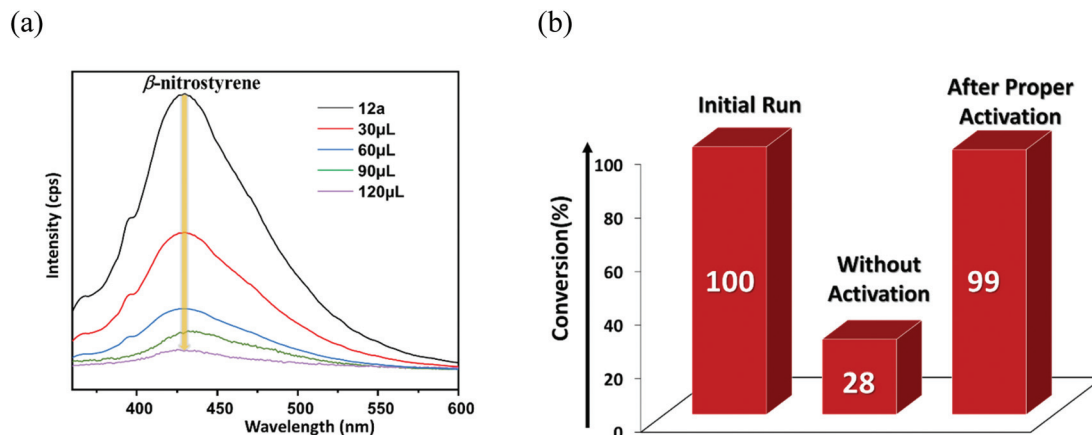 (a)
β-nitrostyrene
12a
30µL
60µL
90µL
120µL
Intensity (cps)
400
450
500
550
600
Wavelength (nm)
(b)
Initial Run
Without
Activation
After Proper
Activation
Conversion(%)
100
80
60
40
20
0
100
28
99